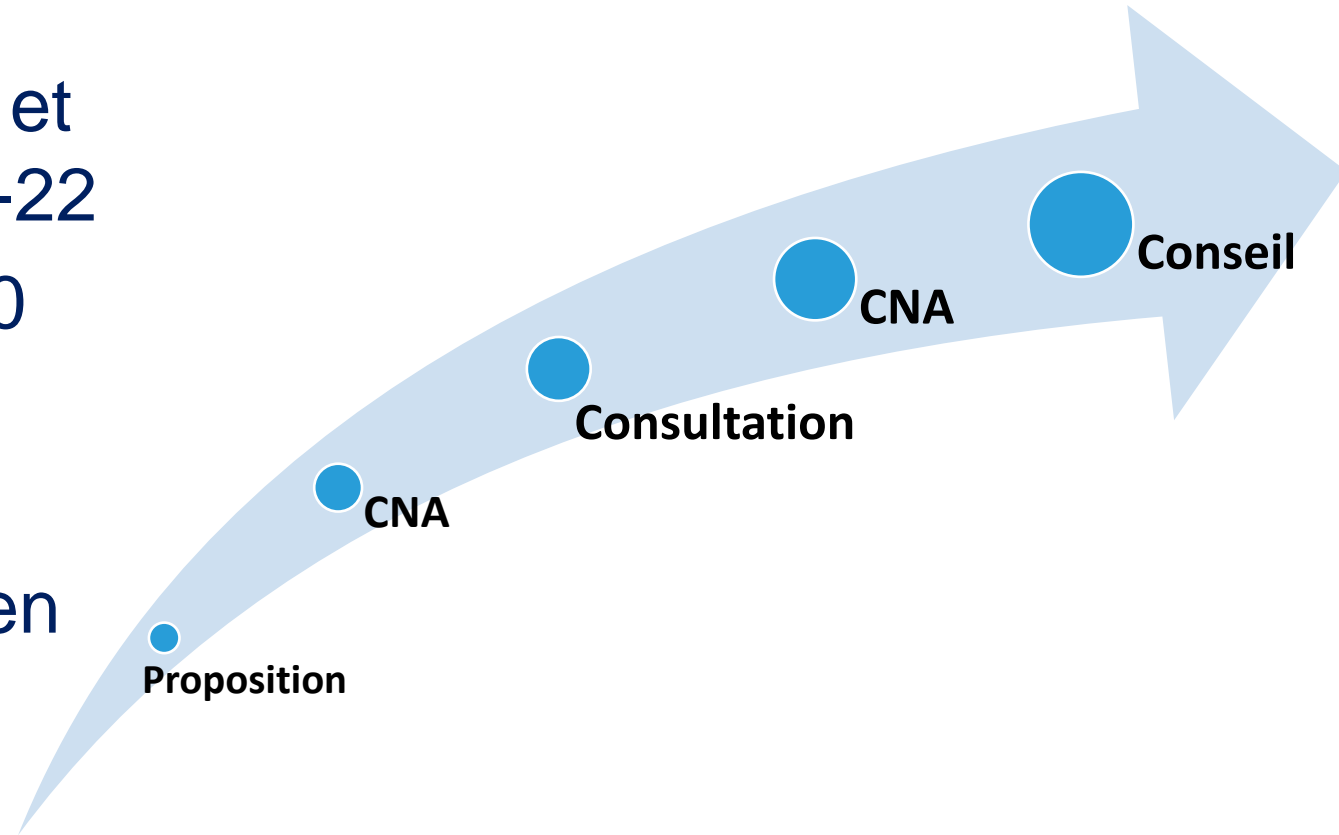 et
-22
0
en
Proposition
CNA
Consultation
CNA
Conseil